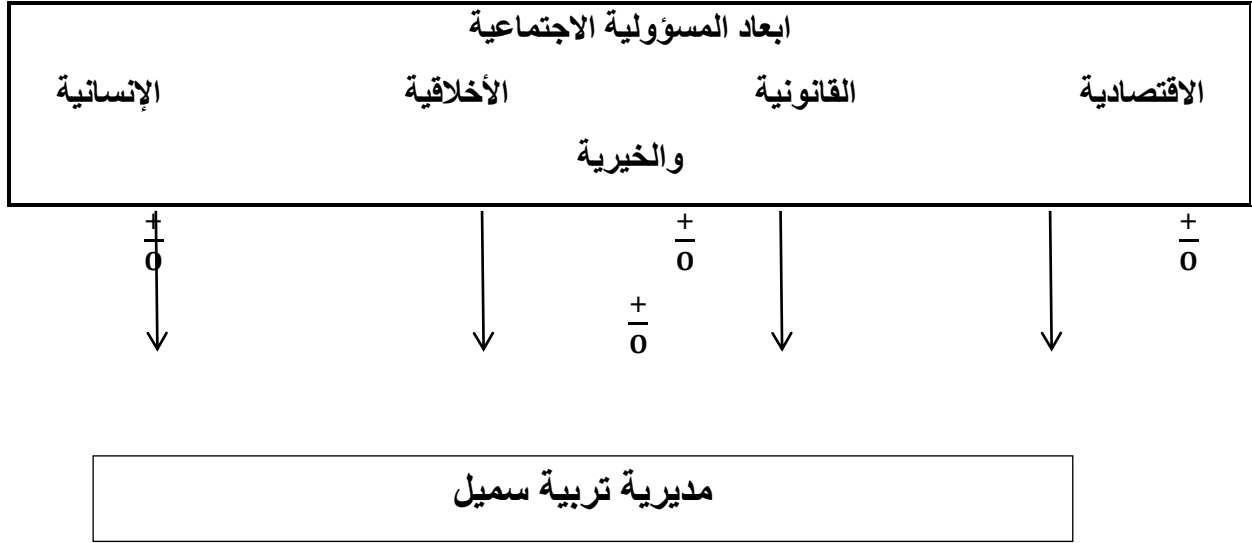 ابعاد المسؤولية الاجتماعية
الاقتصادية القانونية الأخلاقية الإنسانية
والخيرية
+ + +
0 0 0
+
0
مديرية تربية سميل